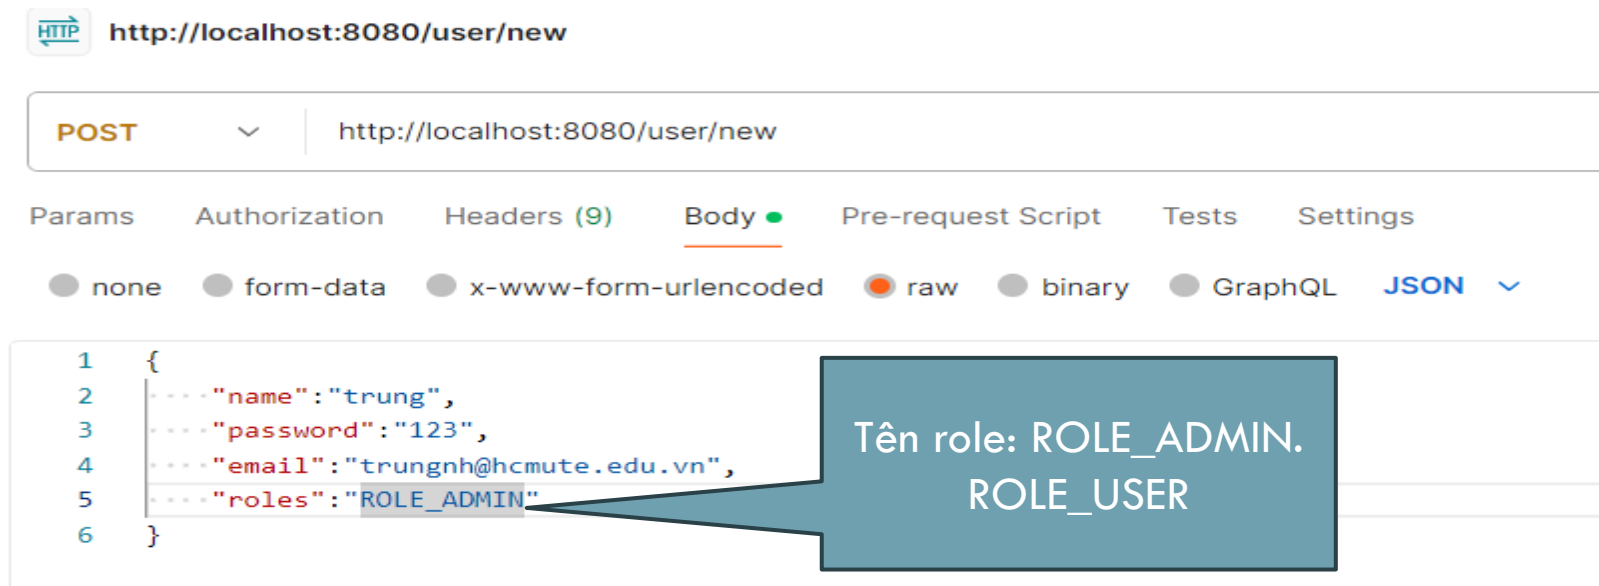 HTTP http://localhost:8080/user/new
POST http://localhost:8080/user/new
Params Authorization Headers (9) Body Pre-request Script Tests Settings
none form-data x-www-form-urlencoded raw binary GraphQL JSON
1 {
2 "name":"trung",
3 "password":"123",
4 "email":"trungnh@hcmute.edu.vn",
5 "roles":"ROLE_ADMIN"
6 }
Tên role: ROLE_ADMIN.
ROLE_USER